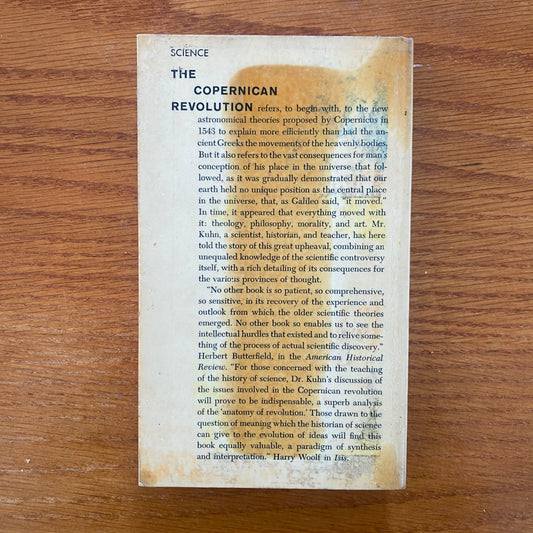 SCIENCE
THE
COPERNICAN
REVOLUTION refers, to begin with, to the new
astronomical theories proposed by Copernicus in
1543 to explain more efficiently than had the an-
cient Greeks the movements of the heavenly bodies.
But it also refers to the vast consequences for man's
conception of his place in the universe that fol-
lowed, as it was gradually demonstrated that our
earth held no unique position as the central place
in the universe, that, as Galileo said, "it moved."
In time, it appeared that everything moved with
it: theology, philosophy, morality, and art. Mr.
Kuhn, a scientist, historian, and teacher, has here
told the story of this great upheaval, combining an
unequaled knowledge of the scientific controversy
itself, with a rich detailing of its consequences for
the various provinces of thought.
"No other book is so patient, so comprehensive,
so sensitive, in its recovery of the experience and
outlook from which the older scientific theories
emerged. No other book so enables us to see the
intellectual hurdles that existed and to relive some-
thing of the process of actual scientific discovery."
Herbert Butterfield, in the American Historical
Review. "For those concerned with the teaching
of the history of science, Dr. Kuhn's discussion of
the issues involved in the Copernican revolution
will prove to be indispensable, a superb analysis
of the 'anatomy of revolution.' Those drawn to the
question of meaning which the historian of science
can give to the evolution of ideas will find this
book equally valuable, a paradigm of synthesis
and interpretation." Harry Woolf in Isis.